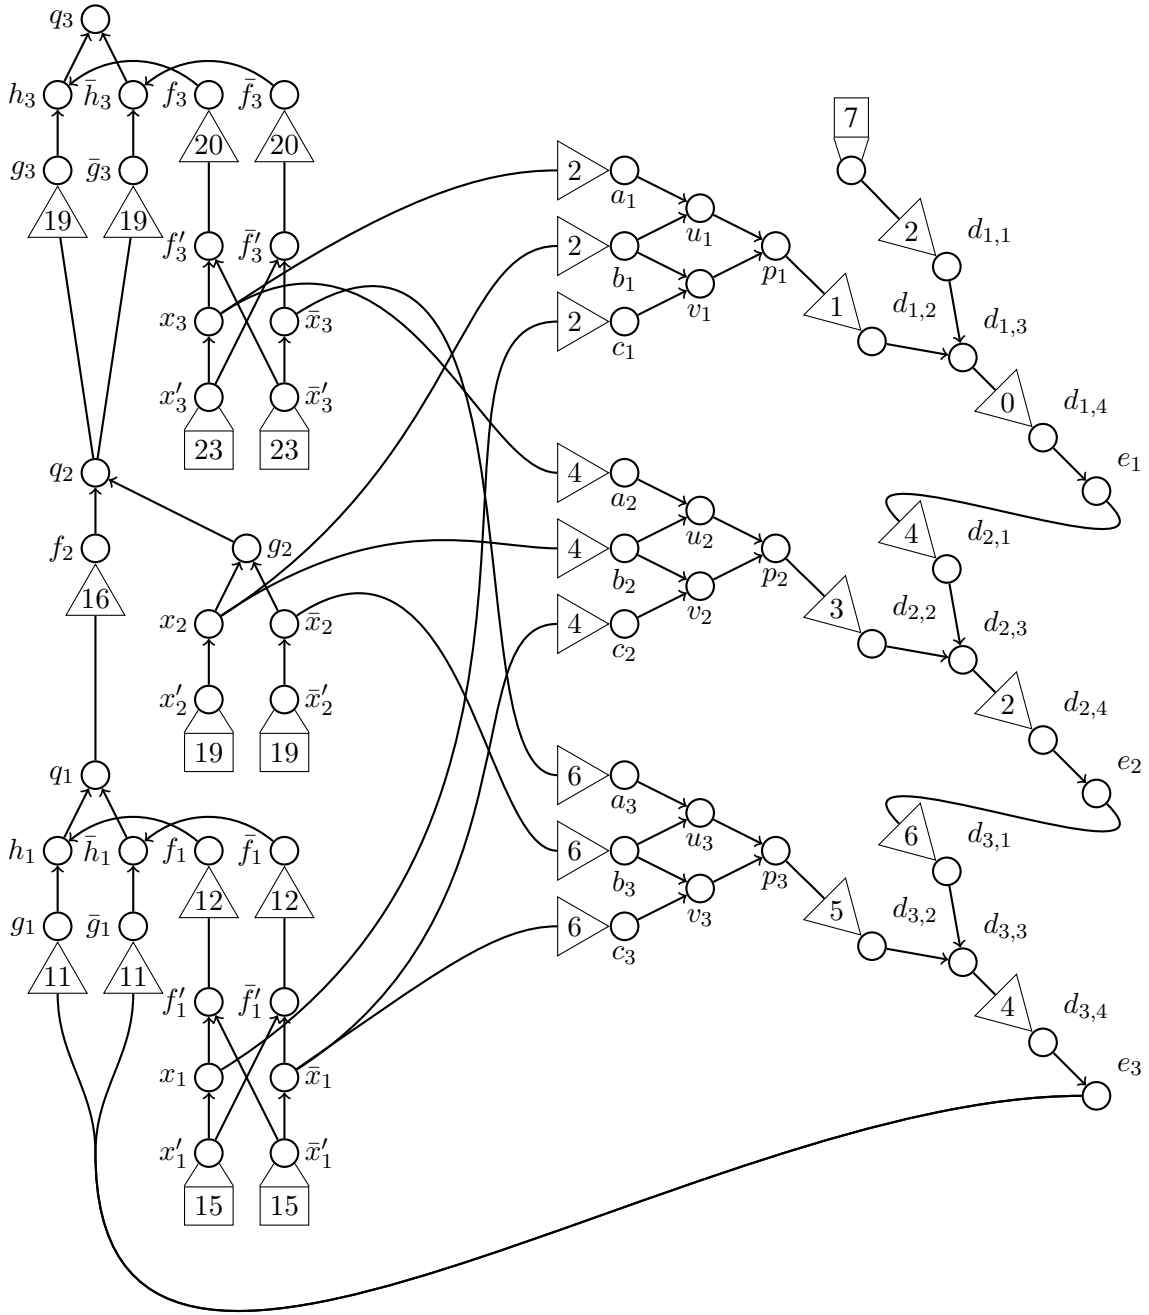 q₃
7
h₃ h̄₃ f₃ f̄₃
20 20
g₃ ḡ₃ 2
a₁
19 19 f′₃ f̄′₃ u₁ 2 d₁,₁
2 b₁ p₁
x₃ x̄₃ 2 c₁ v₁ 1 d₁,₂ d₁,₃
x′₃ x̄′₃ 0 d₁,₄
23 23
q₂ 4 a₂ e₁
f₂ g₂ 4 b₂ u₂ p₂ 4 d₂,₁
16
x₂ x̄₂ 4 c₂ v₂ 3 d₂,₂ d₂,₃
x′₂ x̄′₂ 2 d₂,₄
19 19
q₁ 6 a₃ e₂
h₁ h̄₁ f₁ f̄₁ 6 b₃ u₃ p₃ 6 d₃,₁
12 12
g₁ ḡ₁ 6 c₃ v₃ 5 d₃,₂ d₃,₃
11 11
f′₁ f̄′₁ 4 d₃,₄
x₁ x̄₁ e₃
x′₁ x̄′₁
15 15